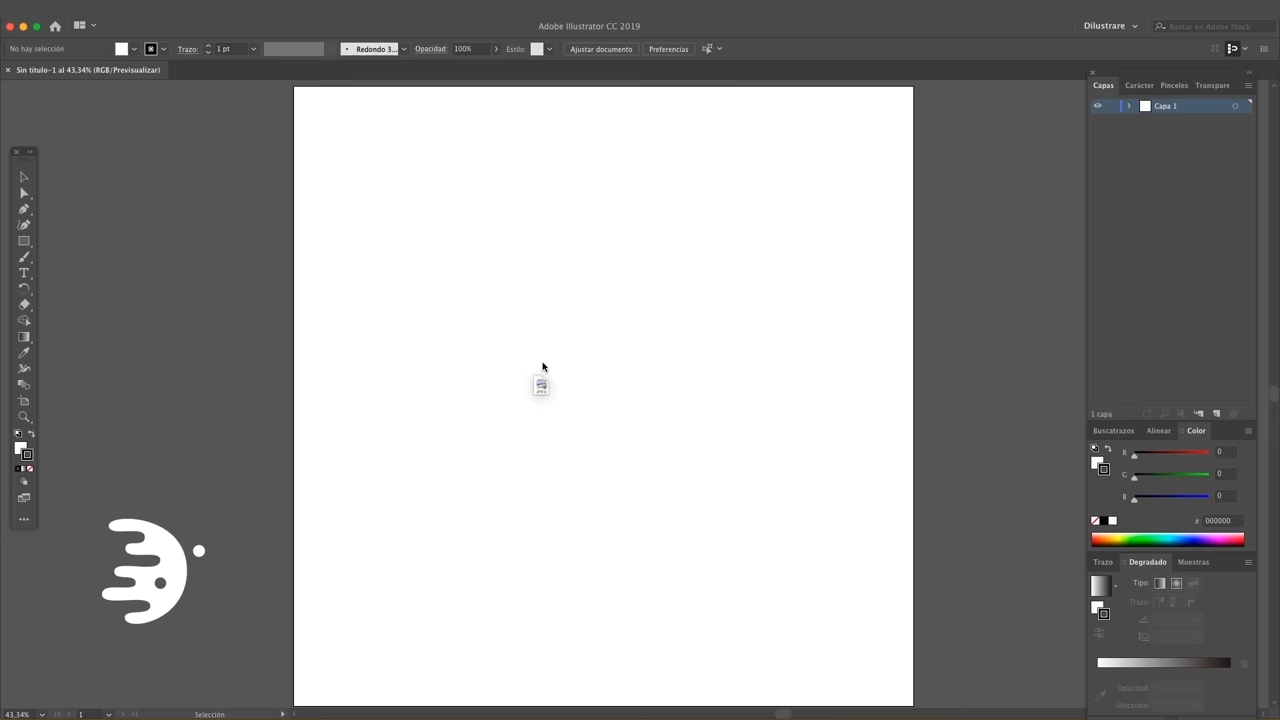 Adobe Illustrator CC 2019
Dilustrare
Buscar en Adobe Stock
No hay selección
Trazo:
1 pt
Redondo 3...
Opacidad:
100%
Estilo:
Ajustar documento
Preferencias
Sin título-1 al 43,34% (RGB/Previsualizar)
Capas
Carácter
Pinceles
Transpare
Capa 1
JPEG
1 capa
Buscatrazos
Alinear
Color
R
0
G
0
B
0
# 000000
Trazo
Degradado
Muestras
Tipo:
Trazo:
Opacidad
Ubicación
43,34%
1
Selección